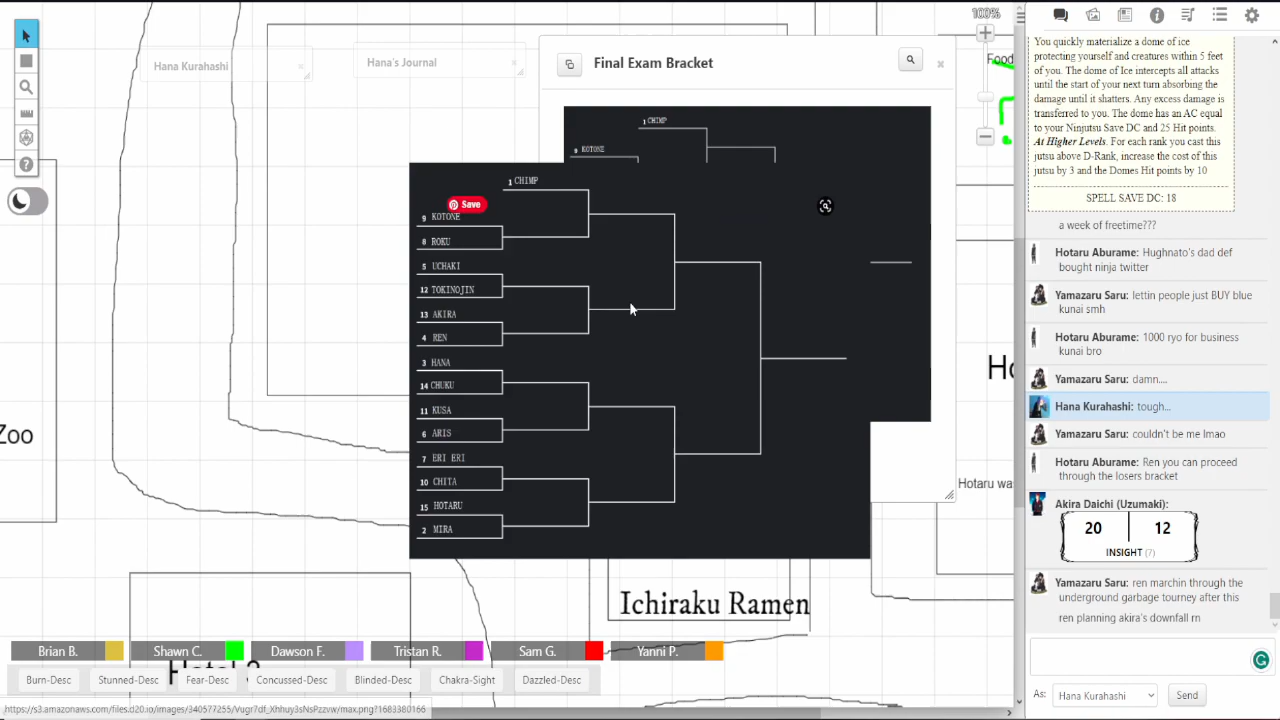 100%
Hana Kurahashi
Hana's Journal
Final Exam Bracket
Food
1 CHIMP
9 KOTONE
1 CHIMP
Save
9 KOTONE
8 ROKU
5 UCHAKI
12 TOKINOJIN
13 AKIRA
4 REN
3 HANA
14 CHUKU
11 KUSA
6 ARIS
7 ERI ERI
10 CHITA
15 HOTARU
2 MIRA
Zoo
Ho
Hotaru wa
Ichiraku Ramen
Hotel 2
Brian B.
Shawn C.
Dawson F.
Tristan R.
Sam G.
Yanni P.
Burn-Desc
Stunned-Desc
Fear-Desc
Concussed-Desc
Blinded-Desc
Chakra-Sight
Dazzled-Desc
https://s3.amazonaws.com/files.d20.io/images/340577255/Vugr7df_Xhhuy3sNsPzzvw/max.png?1683380166
You quickly materialize a dome of ice
protecting yourself and creatures within 5 feet
of you. The dome of Ice intercepts all attacks
until the start of your next turn absorbing the
damage until it shatters. Any excess damage is
transferred to you. The dome has an AC equal
to your Ninjutsu Save DC and 25 Hit points.
At Higher Levels. For each rank you cast this
jutsu above D-Rank, increase the cost of this
jutsu by 3 and the Domes Hit points by 10
SPELL SAVE DC: 18
a week of freetime???
Hotaru Aburame: Hughnato's dad def
bought ninja twitter
Yamazaru Saru: lettin people just BUY blue
kunai smh
Hotaru Aburame: 1000 ryo for business
kunai bro
Yamazaru Saru: damn....
Hana Kurahashi: tough...
Yamazaru Saru: couldn't be me lmao
Hotaru Aburame: Ren you can proceed
through the losers bracket
Akira Daichi (Uzumaki):
20 12
INSIGHT (7)
Yamazaru Saru: ren marchin through the
underground garbage tourney after this
ren planning akira's downfall rn
As: Hana Kurahashi Send